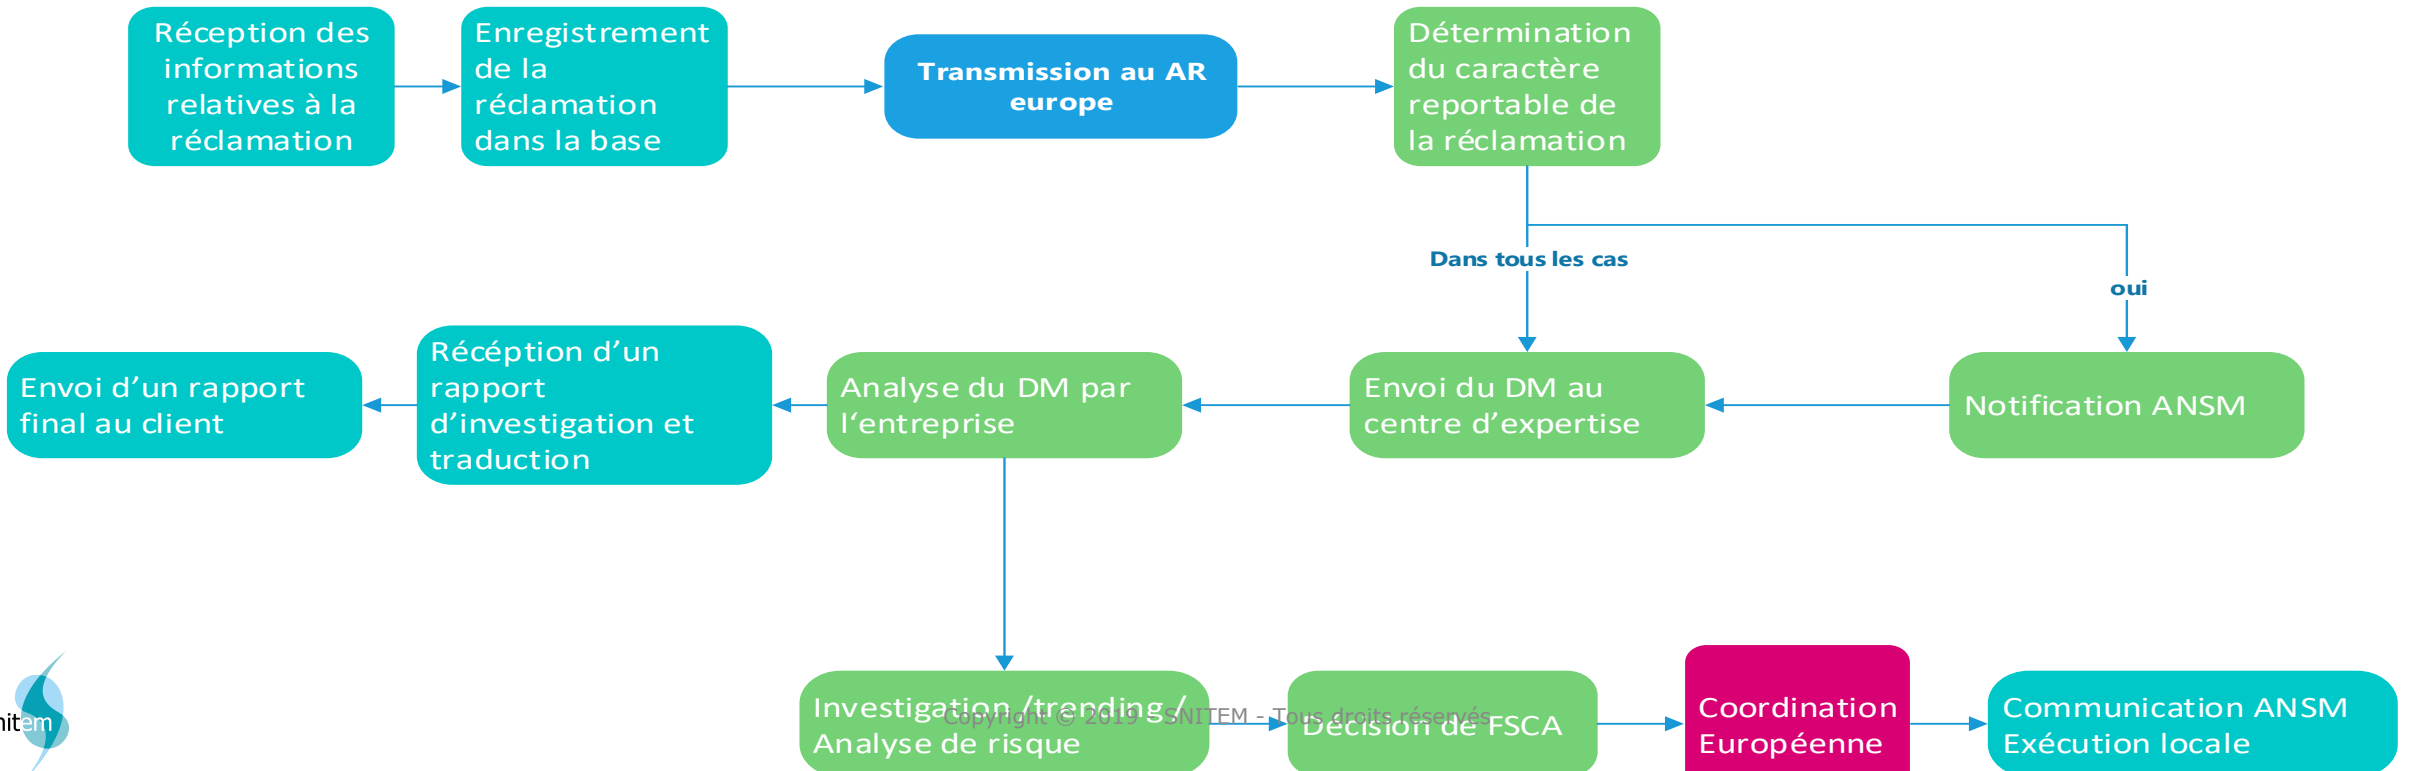 Réception des
informations
relatives à la
réclamation
Enregistrement
de la
réclamation
dans la base
Transmission au AR
europe
Détermination
du caractère
reportable de
la réclamation
Dans tous les cas
oui
Envoi d’un rapport
final au client
Récéption d’un
rapport
d’investigation et
traduction
Analyse du DM par
l‘entreprise
Envoi du DM au
centre d’expertise
Notification ANSM
Investigation /trending /
Analyse de risque
Décision de FSCA
Coordination
Européenne
Communication ANSM
Exécution locale
Copyright © 2019 - SNITEM - Tous droits réservés
nitem